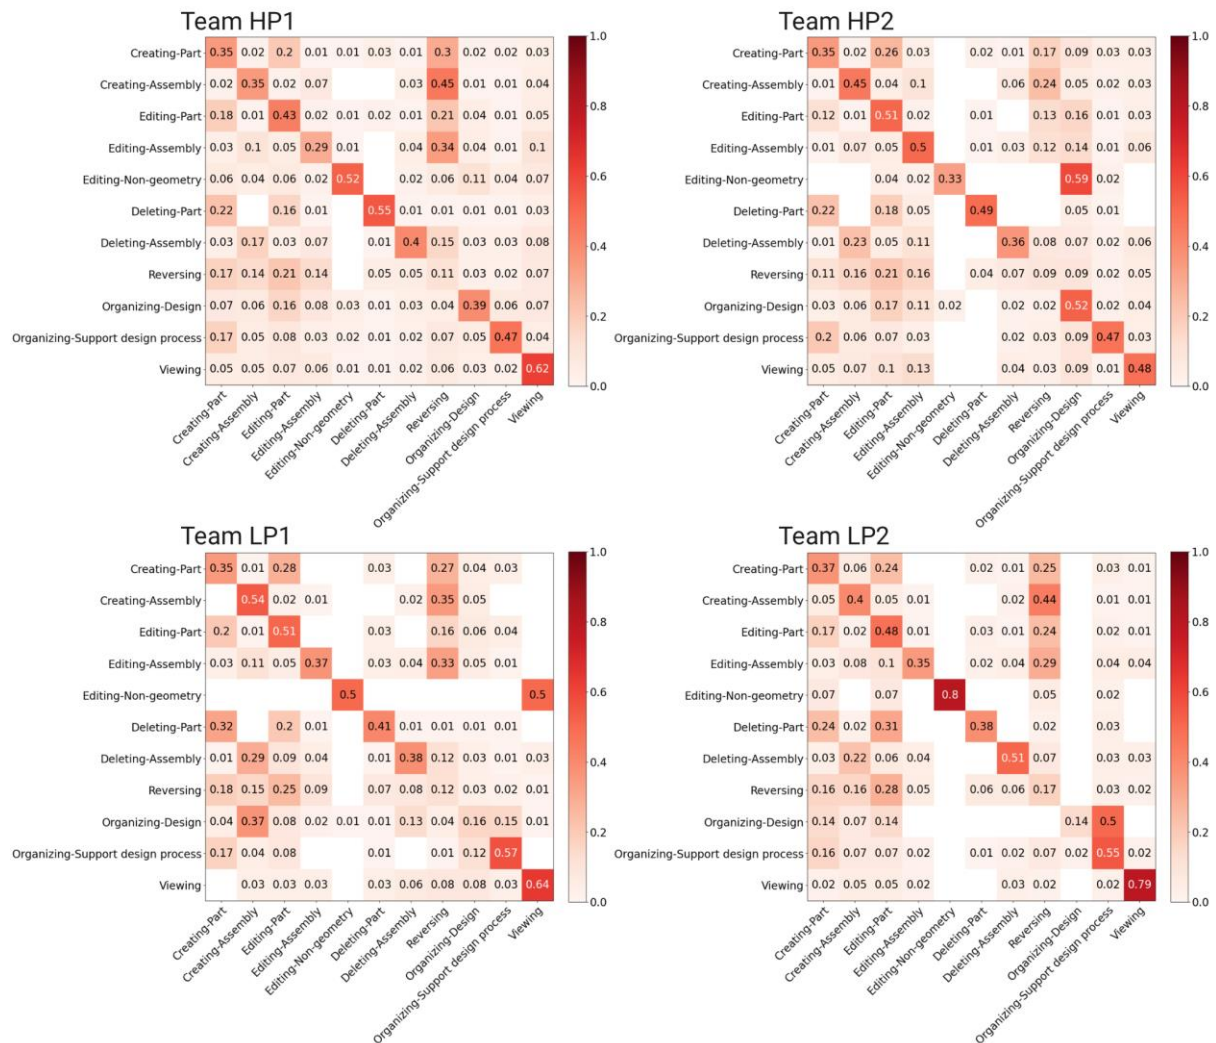 Team HP1
Creating-Part 0.35 0.02 0.2 0.01 0.01 0.03 0.01 0.3 0.02 0.02 0.03
Creating-Assembly 0.02 0.35 0.02 0.07 0.03 0.45 0.01 0.01 0.04
Editing-Part 0.18 0.01 0.43 0.02 0.01 0.02 0.01 0.21 0.04 0.01 0.05
Editing-Assembly 0.03 0.1 0.05 0.29 0.01 0.04 0.34 0.04 0.01 0.1
Editing-Non-geometry 0.06 0.04 0.06 0.02 0.52 0.02 0.06 0.11 0.04 0.07
Deleting-Part 0.22 0.16 0.01 0.55 0.01 0.01 0.01 0.01 0.03
Deleting-Assembly 0.03 0.17 0.03 0.07 0.01 0.4 0.15 0.03 0.03 0.08
Reversing 0.17 0.14 0.21 0.14 0.05 0.05 0.11 0.03 0.02 0.07
Organizing-Design 0.07 0.06 0.16 0.08 0.03 0.01 0.03 0.04 0.39 0.06 0.07
Organizing-Support design process 0.17 0.05 0.08 0.03 0.02 0.01 0.02 0.07 0.05 0.47 0.04
Viewing 0.05 0.05 0.07 0.06 0.01 0.01 0.02 0.06 0.03 0.02 0.62
Creating-Part
Creating-Assembly
Editing-Part
Editing-Assembly
Editing-Non-geometry
Deleting-Part
Deleting-Assembly
Reversing
Organizing-Design
Organizing-Support design process
Viewing
1.0
0.8
0.6
0.4
0.2
0.0
Team HP2
Creating-Part 0.35 0.02 0.26 0.03 0.02 0.01 0.17 0.09 0.03 0.03
Creating-Assembly 0.01 0.45 0.04 0.1 0.06 0.24 0.05 0.02 0.03
Editing-Part 0.12 0.01 0.51 0.02 0.01 0.13 0.16 0.01 0.03
Editing-Assembly 0.01 0.07 0.05 0.5 0.01 0.03 0.12 0.14 0.01 0.06
Editing-Non-geometry 0.04 0.02 0.33 0.59 0.02
Deleting-Part 0.22 0.18 0.05 0.49 0.05 0.01
Deleting-Assembly 0.01 0.23 0.05 0.11 0.36 0.08 0.07 0.02 0.06
Reversing 0.11 0.16 0.21 0.16 0.04 0.07 0.09 0.09 0.02 0.05
Organizing-Design 0.03 0.06 0.17 0.11 0.02 0.02 0.02 0.52 0.02 0.04
Organizing-Support design process 0.2 0.06 0.07 0.04 0.02 0.03 0.09 0.47 0.03
Viewing 0.05 0.07 0.1 0.13 0.04 0.03 0.09 0.01 0.48
Creating-Part
Creating-Assembly
Editing-Part
Editing-Assembly
Editing-Non-geometry
Deleting-Part
Deleting-Assembly
Reversing
Organizing-Design
Organizing-Support design process
Viewing
1.0
0.8
0.6
0.4
0.2
0.0
Team LP1
Creating-Part 0.35 0.01 0.28 0.03 0.27 0.04 0.03
Creating-Assembly 0.54 0.02 0.01 0.02 0.35 0.05
Editing-Part 0.2 0.01 0.51 0.03 0.16 0.06 0.04
Editing-Assembly 0.03 0.11 0.05 0.37 0.03 0.04 0.33 0.05 0.01
Editing-Non-geometry 0.5 0.5
Deleting-Part 0.32 0.2 0.01 0.41 0.01 0.01 0.01 0.01
Deleting-Assembly 0.01 0.29 0.09 0.04 0.01 0.38 0.12 0.03 0.01 0.03
Reversing 0.18 0.15 0.25 0.09 0.07 0.08 0.12 0.03 0.02 0.01
Organizing-Design 0.04 0.37 0.08 0.02 0.01 0.01 0.13 0.04 0.16 0.15 0.01
Organizing-Support design process 0.17 0.04 0.08 0.01 0.01 0.12 0.57
Viewing 0.03 0.03 0.03 0.03 0.06 0.08 0.08 0.03 0.64
Creating-Part
Creating-Assembly
Editing-Part
Editing-Assembly
Editing-Non-geometry
Deleting-Part
Deleting-Assembly
Reversing
Organizing-Design
Organizing-Support design process
Viewing
1.0
0.8
0.6
0.4
0.2
0.0
Team LP2
Creating-Part 0.37 0.06 0.24 0.02 0.01 0.25 0.03 0.01
Creating-Assembly 0.05 0.4 0.05 0.01 0.02 0.44 0.01 0.01
Editing-Part 0.17 0.02 0.48 0.01 0.03 0.01 0.24 0.02 0.01
Editing-Assembly 0.03 0.08 0.1 0.35 0.02 0.04 0.29 0.04 0.04
Editing-Non-geometry 0.07 0.07 0.8 0.05 0.02
Deleting-Part 0.24 0.02 0.31 0.38 0.02 0.03
Deleting-Assembly 0.03 0.22 0.06 0.04 0.51 0.07 0.03 0.03
Reversing 0.16 0.16 0.28 0.05 0.06 0.06 0.17 0.03 0.03
Organizing-Design 0.14 0.07 0.14 0.14 0.5
Organizing-Support design process 0.16 0.07 0.07 0.02 0.01 0.02 0.07 0.02 0.55 0.02
Viewing 0.02 0.05 0.05 0.02 0.03 0.02 0.02 0.79
Creating-Part
Creating-Assembly
Editing-Part
Editing-Assembly
Editing-Non-geometry
Deleting-Part
Deleting-Assembly
Reversing
Organizing-Design
Organizing-Support design process
Viewing
1.0
0.8
0.6
0.4
0.2
0.0